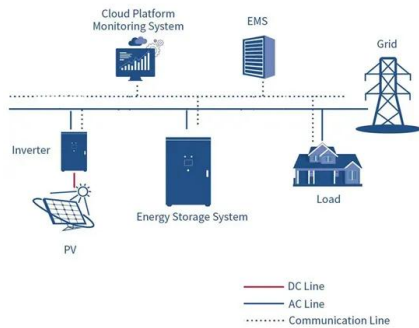 Cloud Platform
Monitoring System
EMS
Grid
Inverter
Energy Storage System
Load
PV
DC Line
AC Line
Communication Line